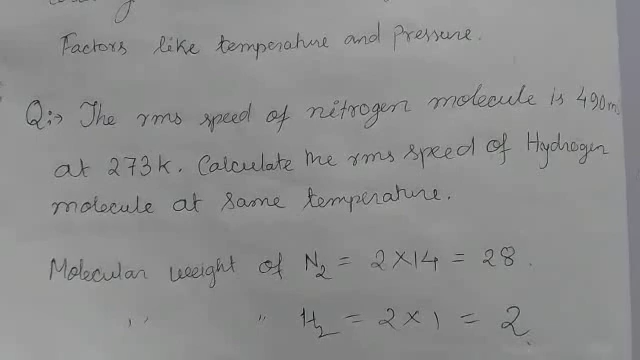 Factors like temperature and pressure.
Q:→ The rms speed of nitrogen molecule is 490m
at 273k. Calculate the rms speed of Hydrogen
molecule at same temperature.
Molecular weight of N₂ = 2×14 = 28.
" " H₂ = 2×1 = 2.